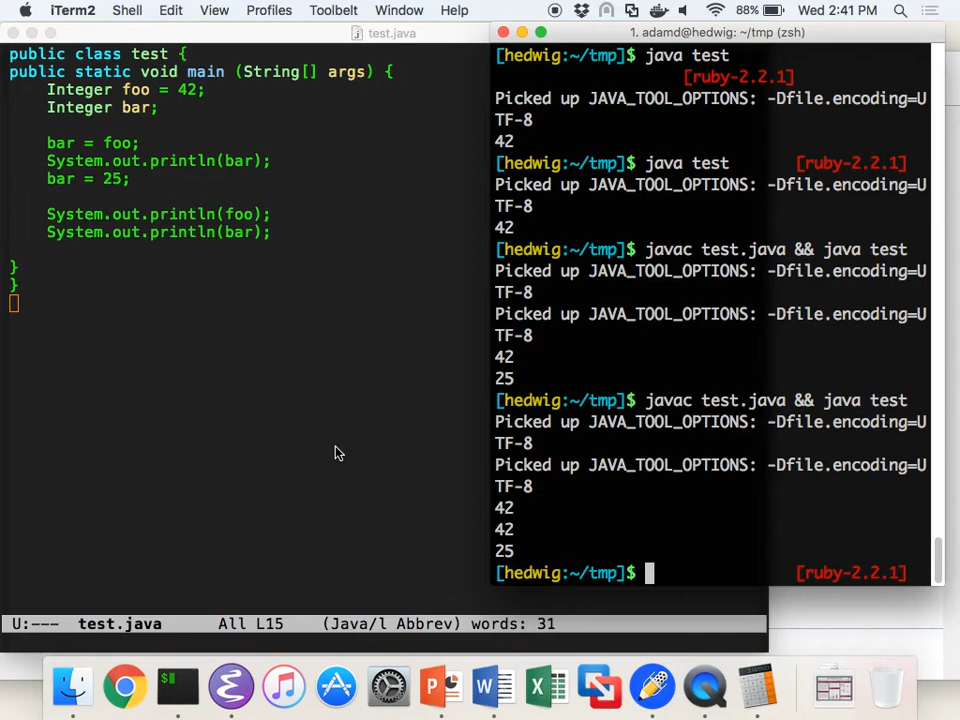 iTerm2 Shell Edit View Profiles Toolbelt Window Help 88% Wed 2:41 PM
test.java
public class test {
public static void main (String[] args) {
    Integer foo = 42;
    Integer bar;
    bar = foo;
    System.out.println(bar);
    bar = 25;
    System.out.println(foo);
    System.out.println(bar);
}
}
U:--- test.java All L15 (Java/l Abbrev) words: 31
1. adamd@hedwig: ~/tmp (zsh)
[hedwig:~/tmp]$ java test
[ruby-2.2.1]
Picked up JAVA_TOOL_OPTIONS: -Dfile.encoding=U
TF-8
42
[hedwig:~/tmp]$ java test [ruby-2.2.1]
Picked up JAVA_TOOL_OPTIONS: -Dfile.encoding=U
TF-8
42
[hedwig:~/tmp]$ javac test.java && java test
Picked up JAVA_TOOL_OPTIONS: -Dfile.encoding=U
TF-8
Picked up JAVA_TOOL_OPTIONS: -Dfile.encoding=U
TF-8
42
25
[hedwig:~/tmp]$ javac test.java && java test
Picked up JAVA_TOOL_OPTIONS: -Dfile.encoding=U
TF-8
Picked up JAVA_TOOL_OPTIONS: -Dfile.encoding=U
TF-8
42
42
25
[hedwig:~/tmp]$ [ruby-2.2.1]